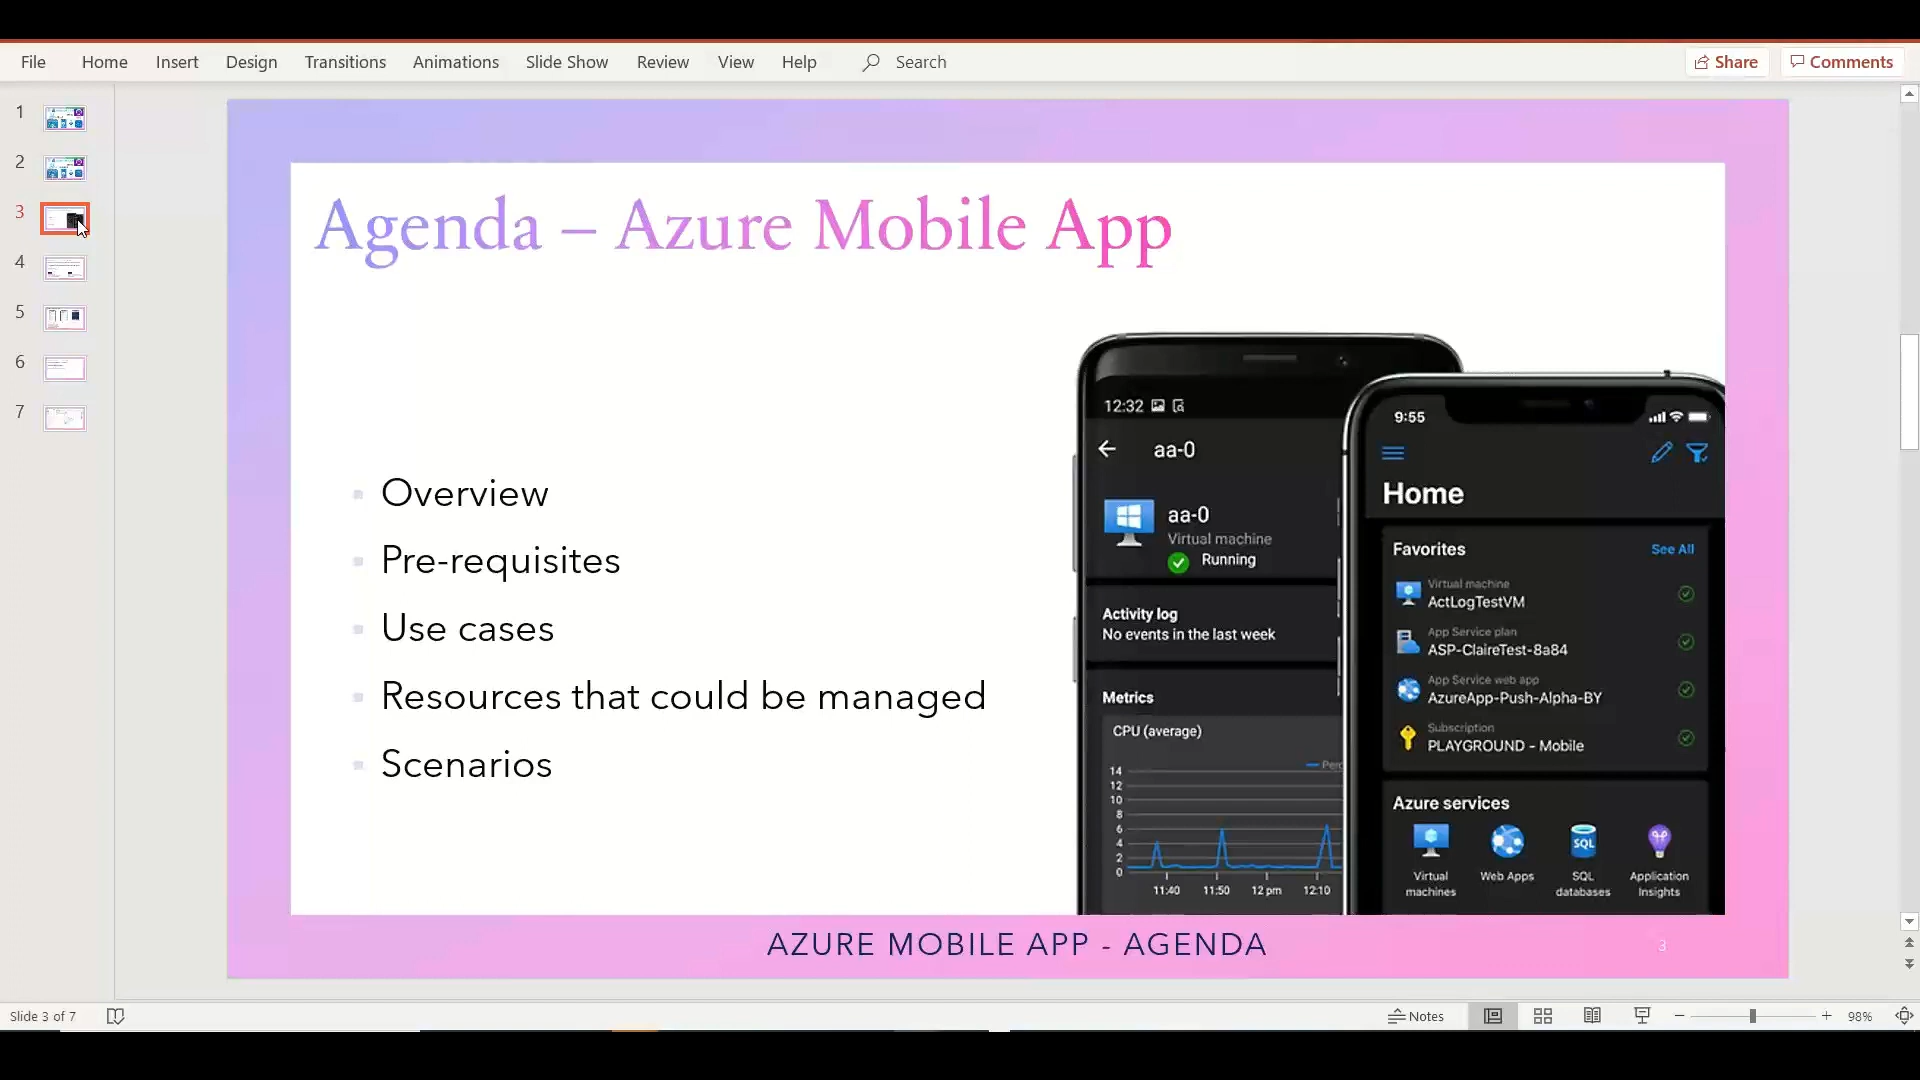 File Home Insert Design Transitions Animations Slide Show Review View Help Search Share Comments
1
2
3
4
5
6
7
Agenda – Azure Mobile App
Overview
Pre-requisites
Use cases
Resources that could be managed
Scenarios
12:32
aa-0
aa-0
Virtual machine
Running
Activity log
No events in the last week
Metrics
CPU (average)
14
12
10
8
6
4
2
0
11:40 11:50 12 pm 12:10
9:55
Home
Favorites See All
Virtual machine
ActLogTestVM
App Service plan
ASP-ClaireTest-8a84
App Service web app
AzureApp-Push-Alpha-BY
Subscription
PLAYGROUND - Mobile
Azure services
SQL
Virtual machines
Web Apps
SQL databases
Application Insights
AZURE MOBILE APP - AGENDA
3
Slide 3 of 7
Notes
98%